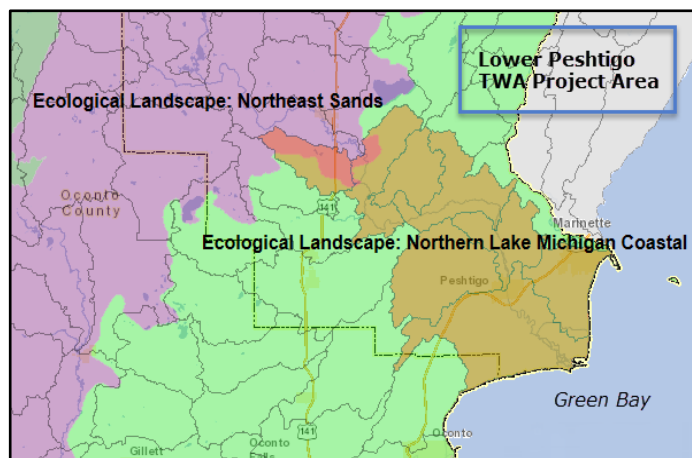 Lower Peshtigo
TWA Project Area
Ecological Landscape: Northeast Sands
Oconto
County
141
Marinette
Ecological Landscape: Northern Lake Michigan Coastal
Peshtigo
Green Bay
141
Oconto
Gillett
Oconto
Falls